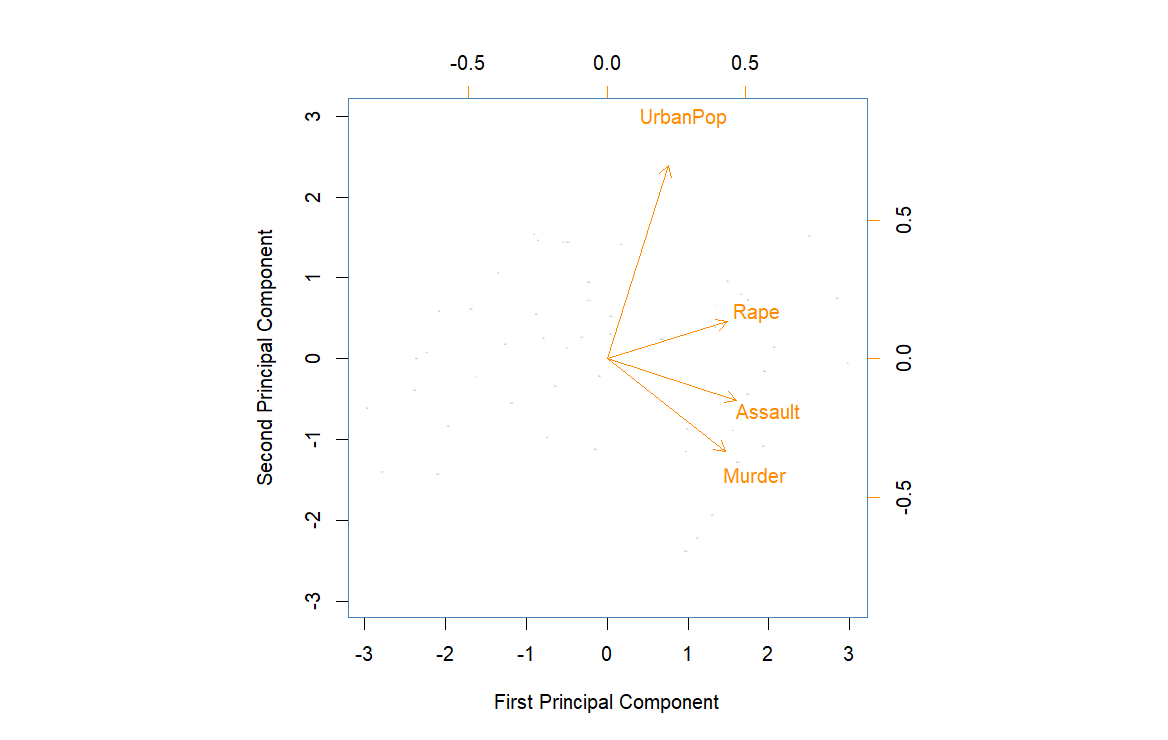 -0.5 0.0 0.5
UrbanPop
Rape
Assault
Murder
3
2
1
0
-1
-2
-3
Second Principal Component
0.5
0.0
-0.5
-3 -2 -1 0 1 2 3
First Principal Component